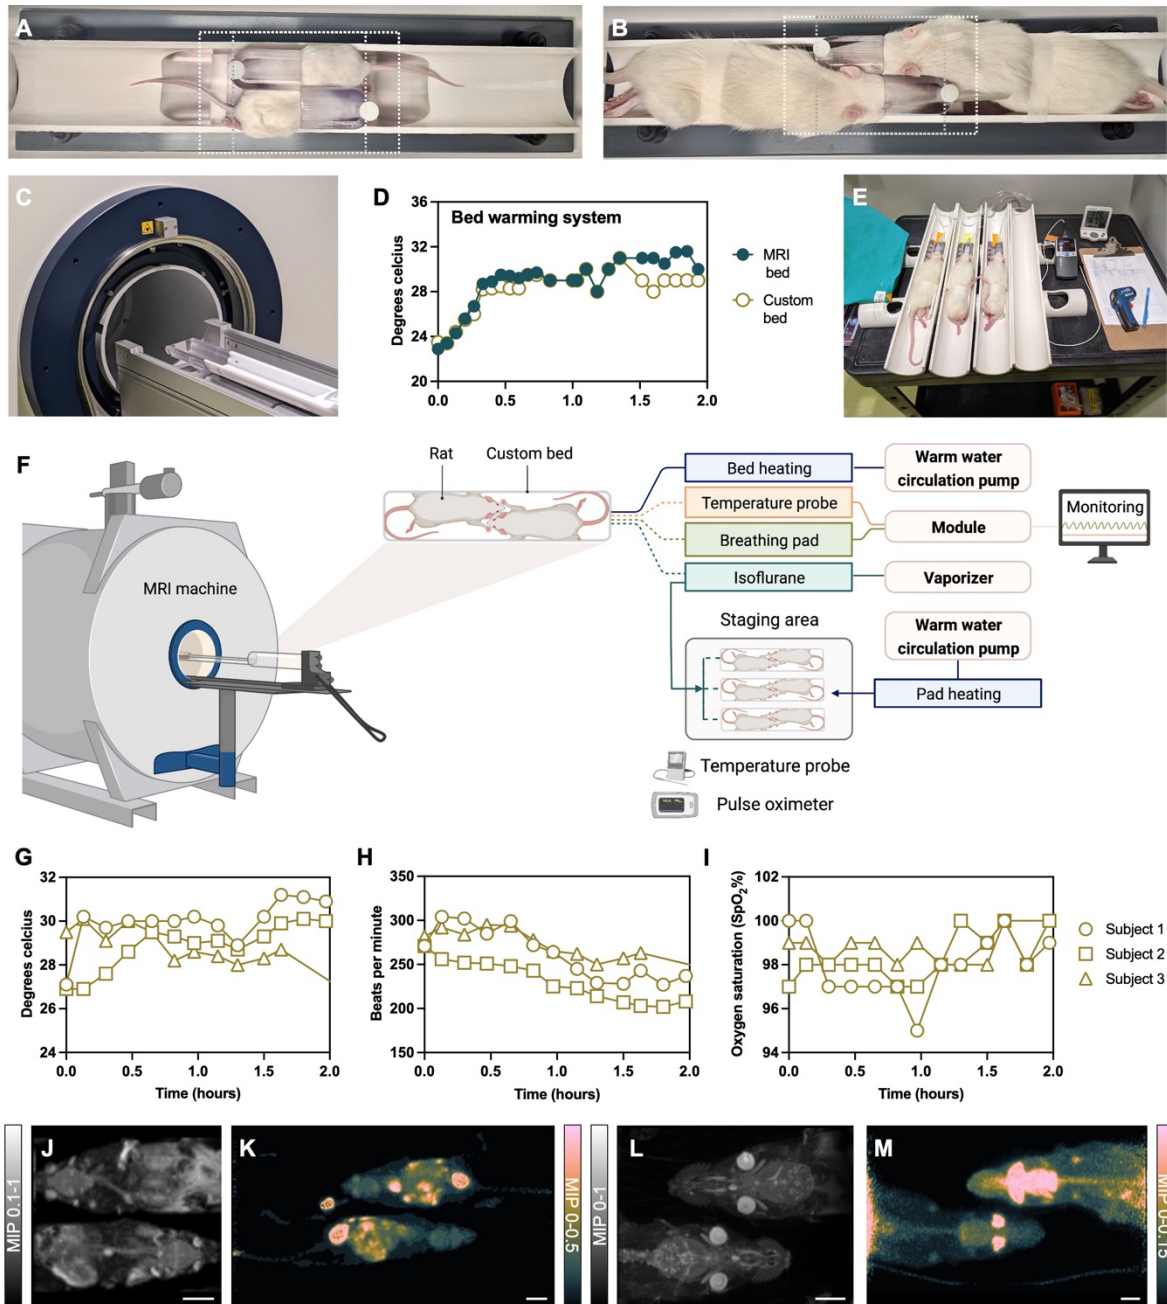 A
B
C
D
Bed warming system
Degrees celcius
36
32
28
24
20
0.0
0.5
1.0
1.5
2.0
MRI
bed
Custom
bed
E
F
Rat
Custom bed
MRI machine
Bed heating
Temperature probe
Breathing pad
Isoflurane
Warm water
circulation pump
Module
Vaporizer
Monitoring
Staging area
Warm water
circulation pump
Pad heating
Temperature probe
Pulse oximeter
G
Degrees celcius
32
30
28
26
24
0.0
0.5
1.0
1.5
2.0
Time (hours)
H
Beats per minute
350
300
250
200
150
0.0
0.5
1.0
1.5
2.0
Time (hours)
I
Oxygen saturation (SpO₂%)
102
100
98
96
94
0.0
0.5
1.0
1.5
2.0
Time (hours)
Subject 1
Subject 2
Subject 3
J
MIP 0.1-1
K
MIP 0-0.5
L
MIP 0-1
M
MIP 0-0.15